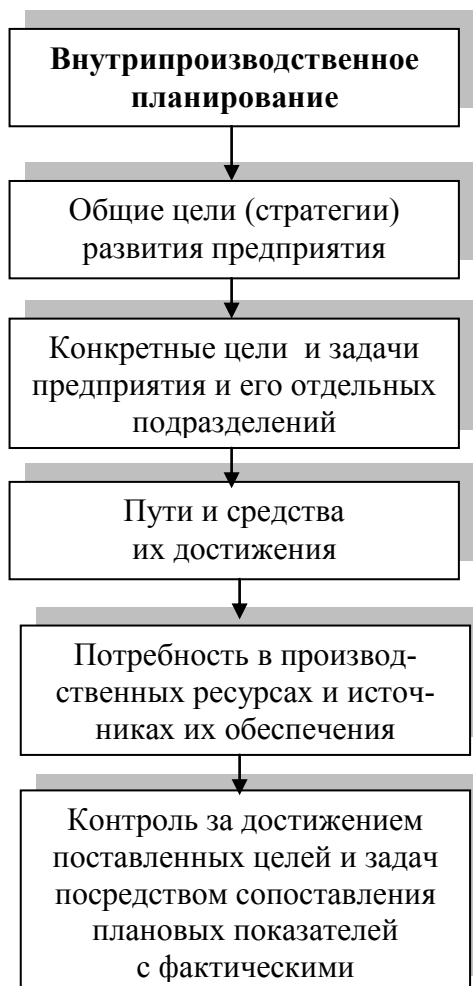 Внутрипроизводственное
планирование
Общие цели (стратегии)
развития предприятия
Конкретные цели и задачи
предприятия и его отдельных
подразделений
Пути и средства
их достижения
Потребность в производ-
ственных ресурсах и источ-
никах их обеспечения
Контроль за достижением
поставленных целей и задач
посредством сопоставления
плановых показателей
с фактическими